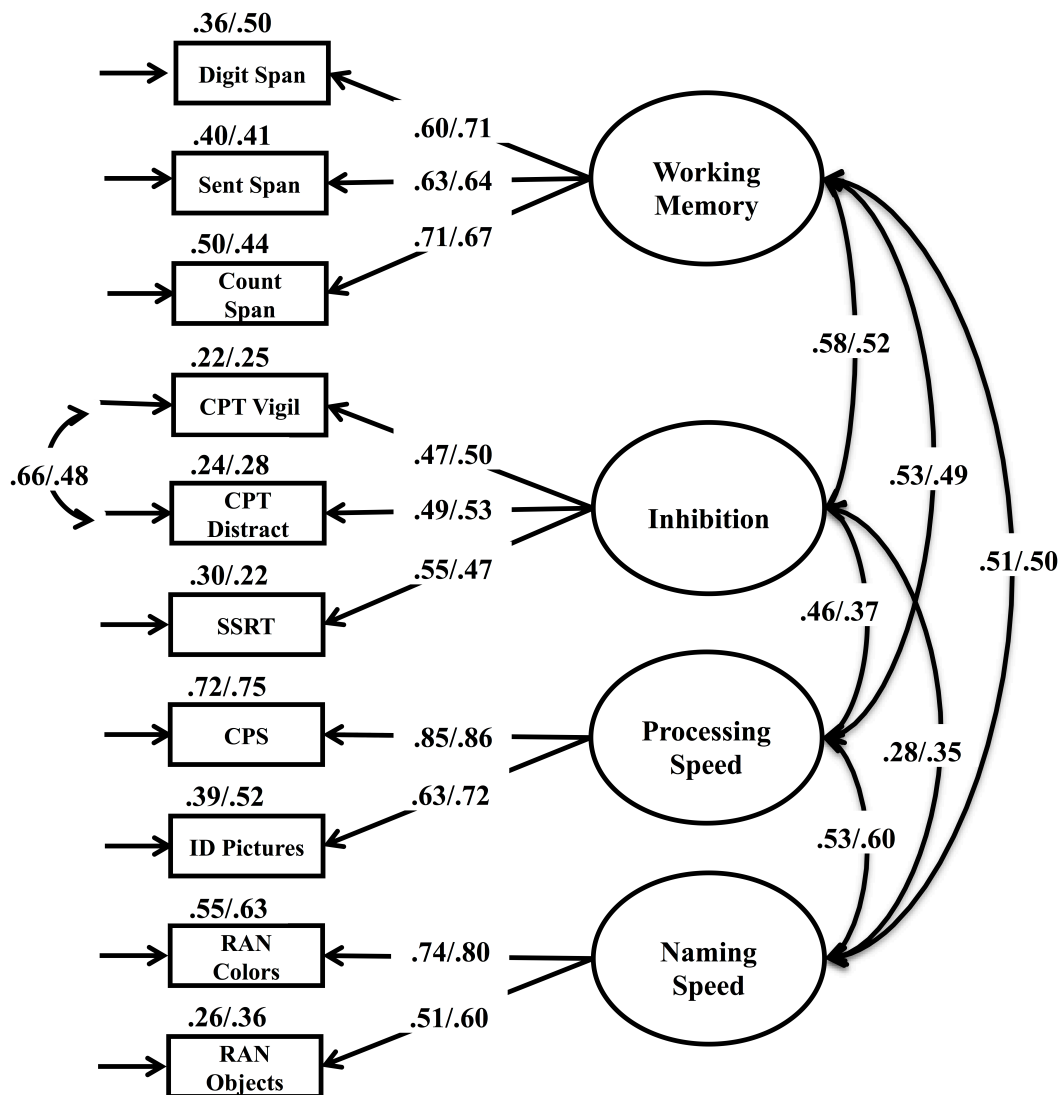 .36/.50
Digit Span
.60/.71
.40/.41
Sent Span
.63/.64
Working
Memory
.50/.44
Count
Span
.71/.67
.58/.52
.22/.25
CPT Vigil
.66/.48
.47/.50
.24/.28
CPT
Distract
.49/.53
Inhibition
.53/.49
.51/.50
.30/.22
SSRT
.55/.47
.46/.37
.72/.75
CPS
.85/.86
Processing
Speed
.28/.35
.39/.52
ID Pictures
.63/.72
.53/.60
.55/.63
RAN
Colors
.74/.80
Naming
Speed
.26/.36
RAN
Objects
.51/.60